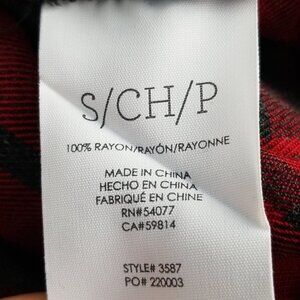 S/CH/P
100% RAYON/RAYÓN/RAYONNE
MADE IN CHINA
HECHO EN CHINA
FABRIQUÉ EN CHINE
RN#54077
CA#59814
STYLE# 3587
PO# 220003